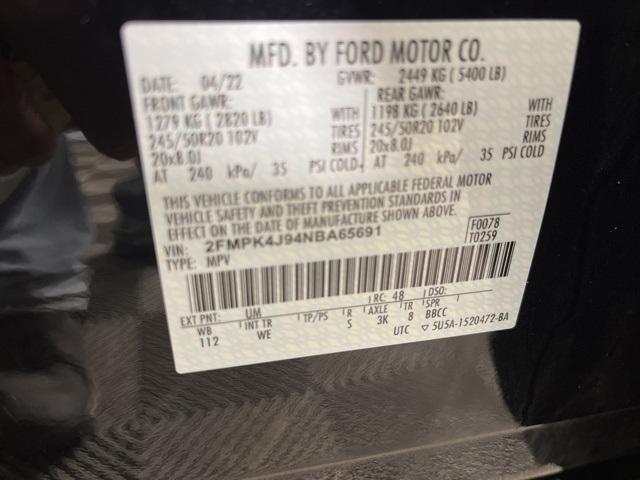 MFD. BY FORD MOTOR CO.
DATE: 04/22 GVWR: 2449 KG ( 5400 LB)
FRONT GAWR: REAR GAWR:
1279 KG ( 2820 LB) WITH 1198 KG ( 2640 LB) WITH
245/50R20 102V TIRES 245/50R20 102V TIRES
20x8.0J RIMS 20x8.0J RIMS
AT 240 kPa/ 35 PSI COLD AT 240 kPa/ 35 PSI COLD
THIS VEHICLE CONFORMS TO ALL APPLICABLE FEDERAL MOTOR
VEHICLE SAFETY AND THEFT PREVENTION STANDARDS IN
EFFECT ON THE DATE OF MANUFACTURE SHOWN ABOVE.
VIN: 2FMPK4J94NBA65691 F0078
TYPE: MPV T0259
EXT PNT: UM RC: 48 DSO:
WB INT TR TP/PS R AXLE TR SPR
112 WE S 3K 8 BBCC
UTC ▽ 5U5A-1520472-BA